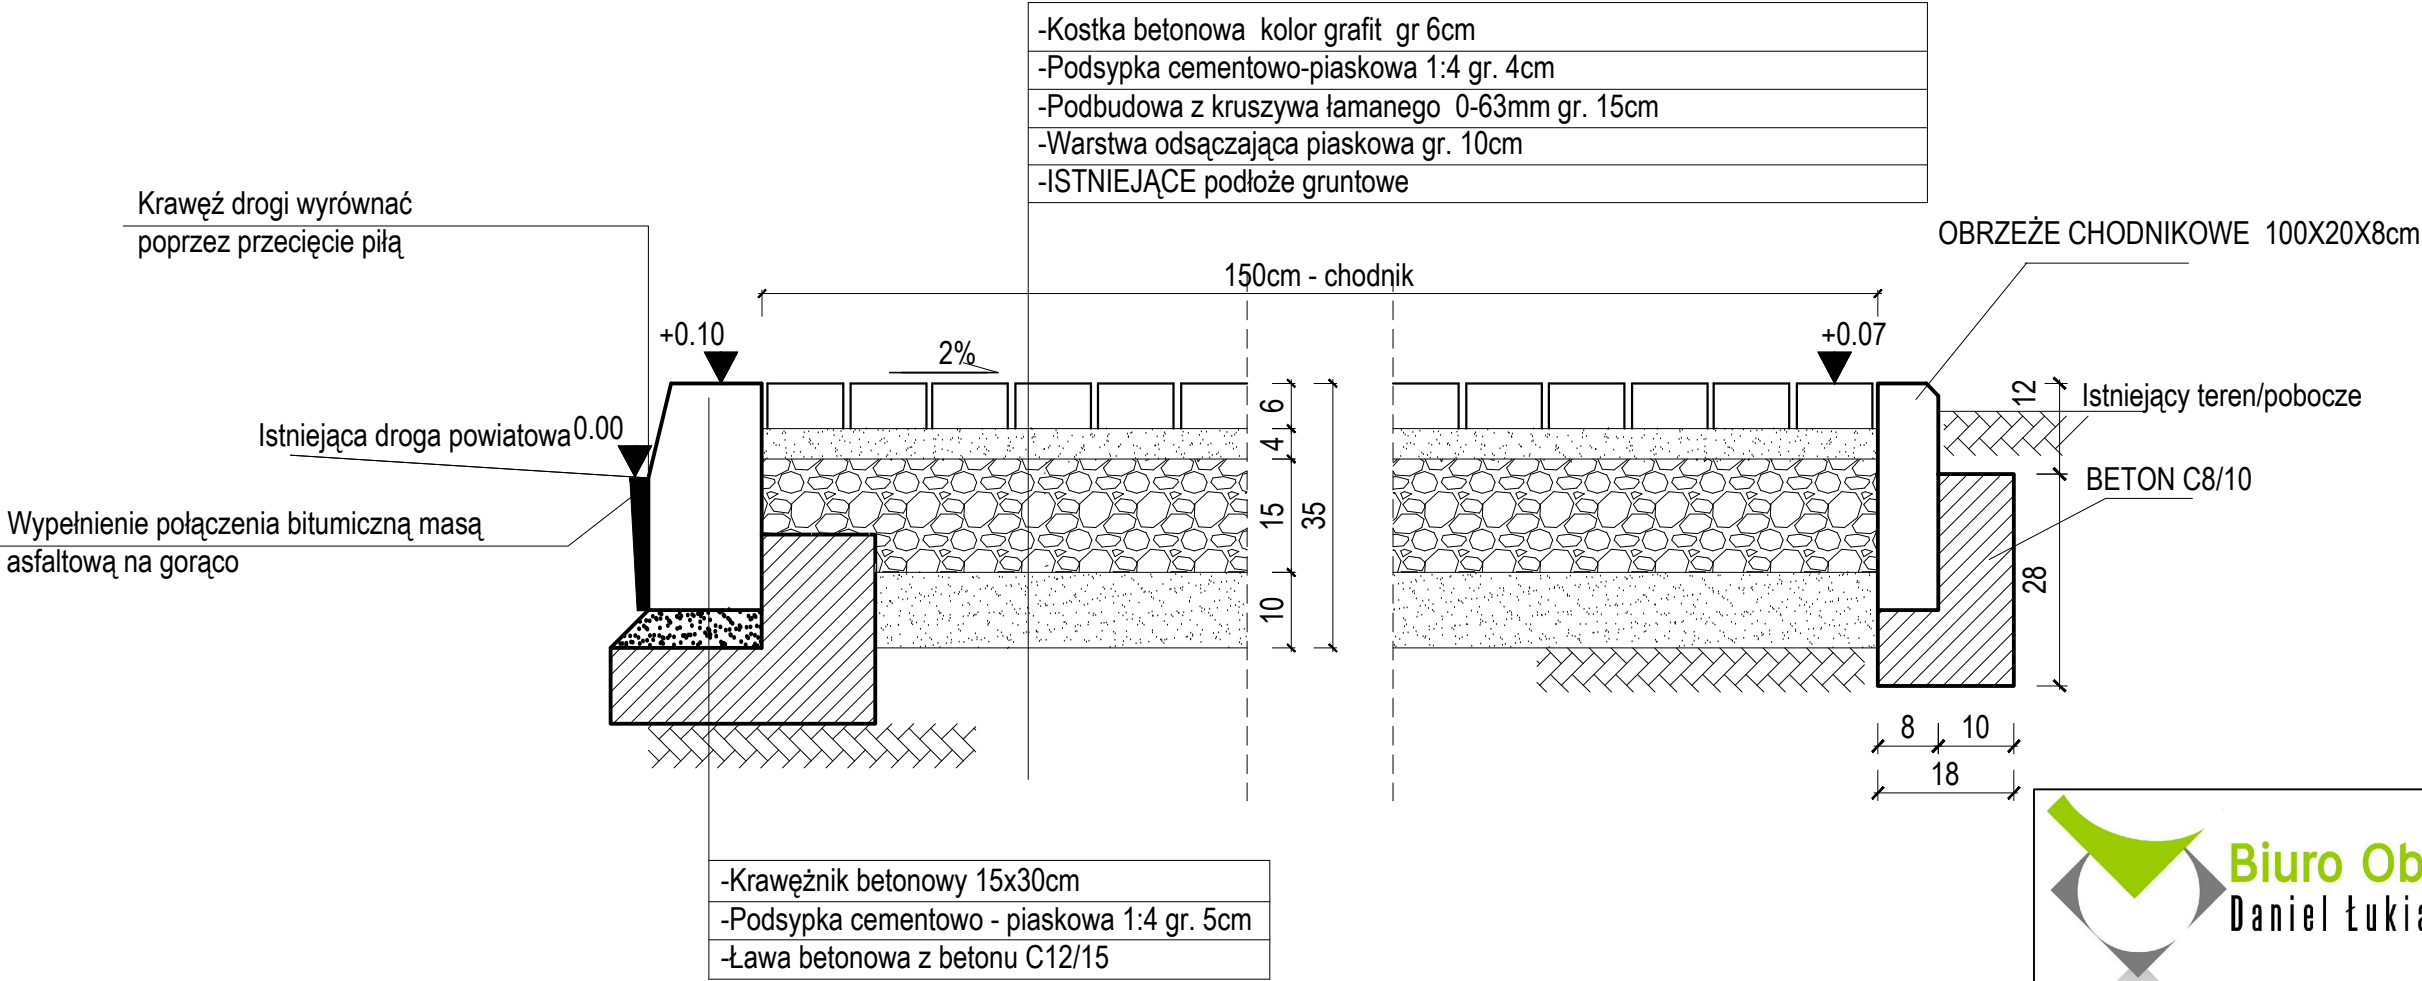 -Kostka betonowa kolor grafit gr 6cm
-Podsypka cementowo-piaskowa 1:4 gr. 4cm
-Podbudowa z kruszywa łamanego 0-63mm gr. 15cm
-Warstwa odsączająca piaskowa gr. 10cm
-ISTNIEJĄCE podłoże gruntowe
Krawęź drogi wyrównać
poprzez przecięcie piłą
OBRZEŻE CHODNIKOWE 100X20X8cm
150cm - chodnik
+0.10
+0.07
2%
Istniejąca droga powiatowa
0.00
Wypełnienie połączenia bitumiczną masą
asfaltową na gorąco
6
4
15
10
35
12
28
Istniejący teren/pobocze
BETON C8/10
8
10
18
-Krawężnik betonowy 15x30cm
-Podsypka cementowo - piaskowa 1:4 gr. 5cm
-Ława betonowa z betonu C12/15
Biuro Ob
Daniel Łukia